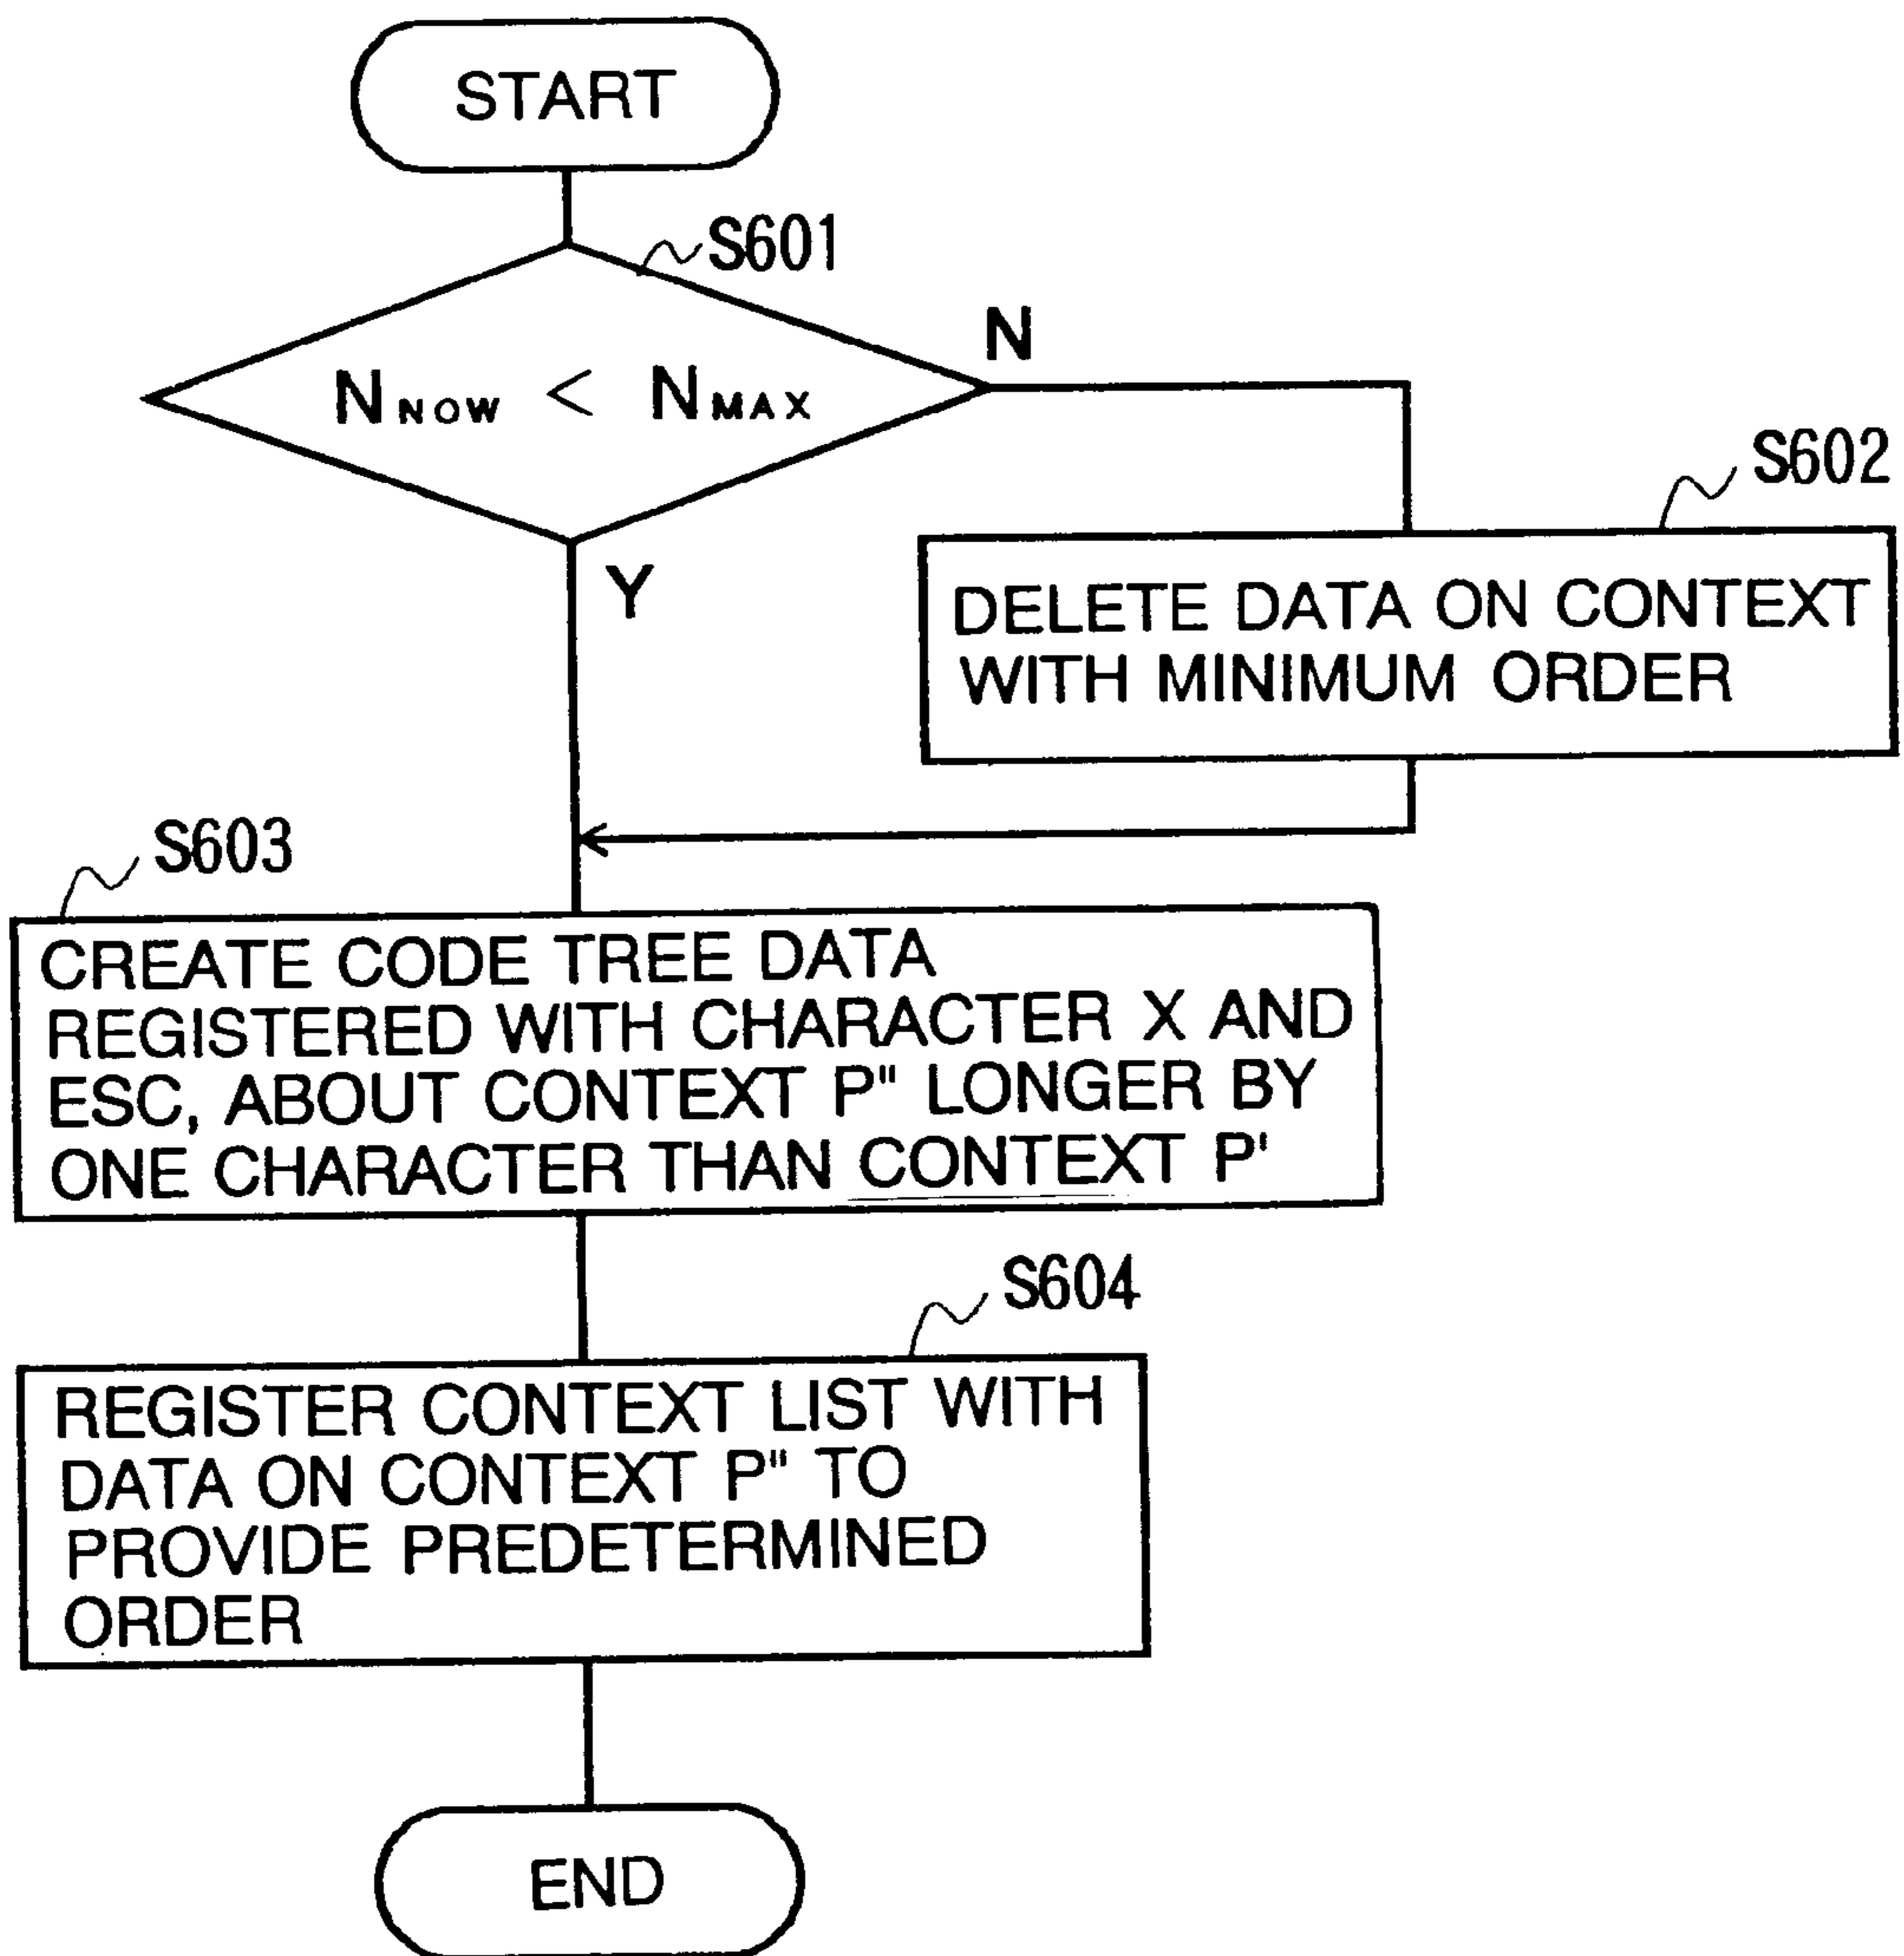 START
S601
N
N NOW < N MAX
S602
Y
DELETE DATA ON CONTEXT
WITH MINIMUM ORDER
S603
CREATE CODE TREE DATA
REGISTERED WITH CHARACTER X AND
ESC, ABOUT CONTEXT P" LONGER BY
ONE CHARACTER THAN CONTEXT P'
S604
REGISTER CONTEXT LIST WITH
DATA ON CONTEXT P" TO
PROVIDE PREDETERMINED
ORDER
END